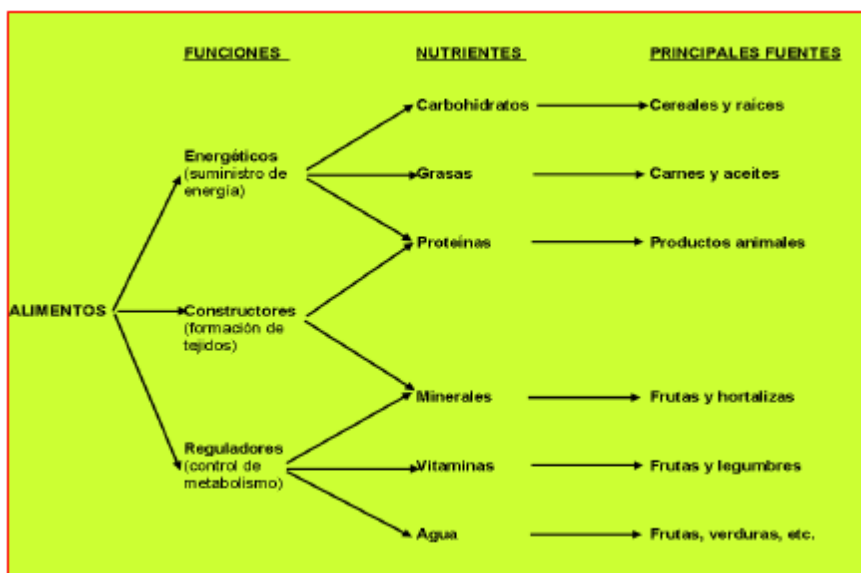 FUNCIONES NUTRIENTES PRINCIPALES FUENTES
Carbohidratos Cereales y raíces
Energéticos
(suministro de
energía)
Grasas Carnes y aceites
Proteínas Productos animales
ALIMENTOS
Constructores
(formación de
tejidos)
Minerales Frutas y hortalizas
Reguladores
(control de
metabolismo)
Vitaminas Frutas y legumbres
Agua Frutas, verduras, etc.